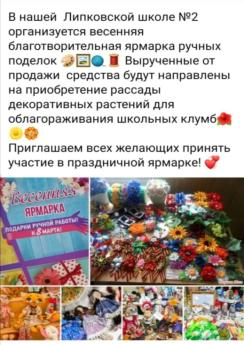 В нашей Липковской школе №2
организуется весенняя
благотворительная ярмарка ручных
поделок Вырученные от
продажи средства будут направлены
на приобретение рассады
декоративных растений для
облагораживания школьных клумб
Приглашаем всех желающих принять
участие в праздничной ярмарке!
Весенняя
ЯРМАРКА
ПОДАРКИ РУЧНОЙ РАБОТЫ!
К 8 МАРТА!